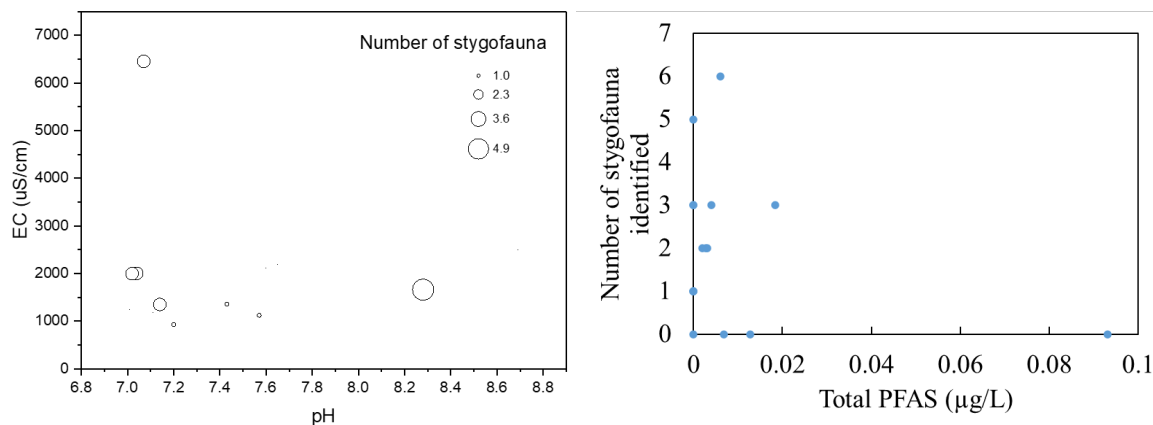 7000
6000
5000
4000
3000
2000
1000
0
EC (uS/cm)
Number of stygofauna
1.0
2.3
3.6
4.9
6.8 7.0 7.2 7.4 7.6 7.8 8.0 8.2 8.4 8.6 8.8
pH
7
6
5
4
3
2
1
0
Number of stygofauna
identified
0 0.02 0.04 0.06 0.08 0.1
Total PFAS (µg/L)